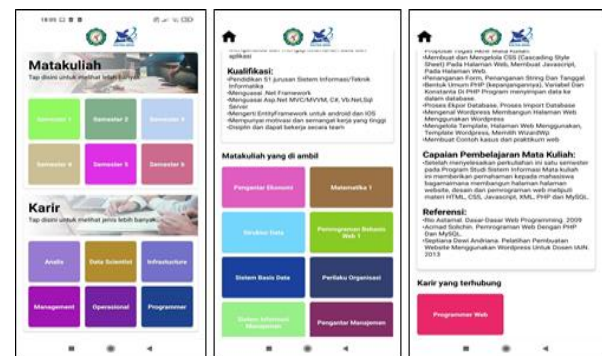 18:05
Matakuliah
Tap disini untuk melihat lebih banyak
Semester 1
Semester 2
Semester 3
Semester 4
Semester 5
Semester 6
Karir
Tap disini untuk melihat jenis lebih banyak
Analis
Data Scientist
Infrastukture
Management
Operasional
Programmer
aplikasi
Kualifikasi:
•Pendidikan S1 jurusan Sistem Informasi/Teknik
Informatika
•Menguasai .Net Framework
•Menguasai Asp.Net MVC/MVVM, C#, Vb.Net,Sql
Server
•Mengerti EntityFramework untuk android dan IOS
•Mempunyai motivasi dan semangat kerja yang tinggi
•Disiplin dan dapat bekerja secara team
Matakuliah yang di ambil
Pengantar Ekonomi
Matematika 1
Struktur Data
Pemrograman Berbasis
Web 1
Sistem Basis Data
Perilaku Organisasi
Sistem Informasi
Manajemen
Pengantar Manajemen
Proposal Tugas Akhir Mata Kuliah.
•Membuat dan Mengelola CSS (Cascading Style
Sheet) Pada Halaman Web, Membuat Javascript,
Pada Halaman Web.
•Penanganan Form, Penanganan String Dan Tanggal.
•Bentuk Umum PHP (kepanjangannya), Variabel Dan
Konstanta Di PHP Program menyimpan data ke
dalam database.
•Proses Ekpor Database, Proses Import Database
•Mengenal Wordpress Membangun Halaman Web
Menggunakan Wordpress
•Mengelola Template, Halaman Web Menggunakan,
Template Wordpress, Memilih WizardWp
•Membuat Contoh kasus dan praktikum web
Capaian Pembelajaran Mata Kuliah:
•Setelah menyelesaikan perkuliahan ini satu semester
pada Program Studi Sistem Informasi Mata kuliah
ini memberikan pemahaman kepada mahasiswa
bagaimaimana membangun halaman halaman
website, desain dan pemrograman web meliputi
materi HTML, CSS, Javascript, XML, PHP dan MySQL.
Referensi:
•Rio Astamal. Dasar-Dasar Web Programming. 2009
•Acmad Solichin. Pemrograman Web Dengan PHP
Dan MySQL.
•Septiana Dewi Andriana. Pelatihan Pembuatan
Website Menggunakan Wordpress Untuk Dosen IAIN.
2013
Karir yang terhubung
Programmer Web